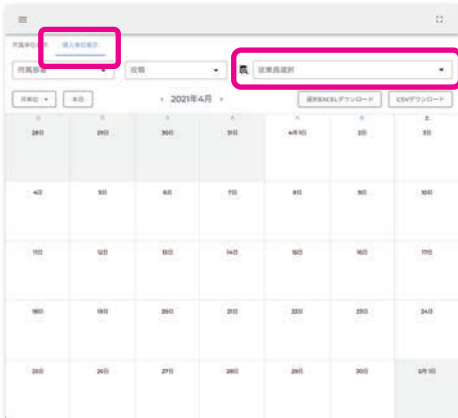 所属単位表示 個人単位表示
所属部署 役職 従業員選択
月単位 本日 2021年4月 選択EXCELダウンロード CSVダウンロード
日 月 火 水 木 金 土
28日 29日 30日 31日 4月 1日 2日 3日
4日 5日 6日 7日 8日 9日 10日
11日 12日 13日 14日 15日 16日 17日
18日 19日 20日 21日 22日 23日 24日
25日 26日 27日 28日 29日 30日 5月 1日